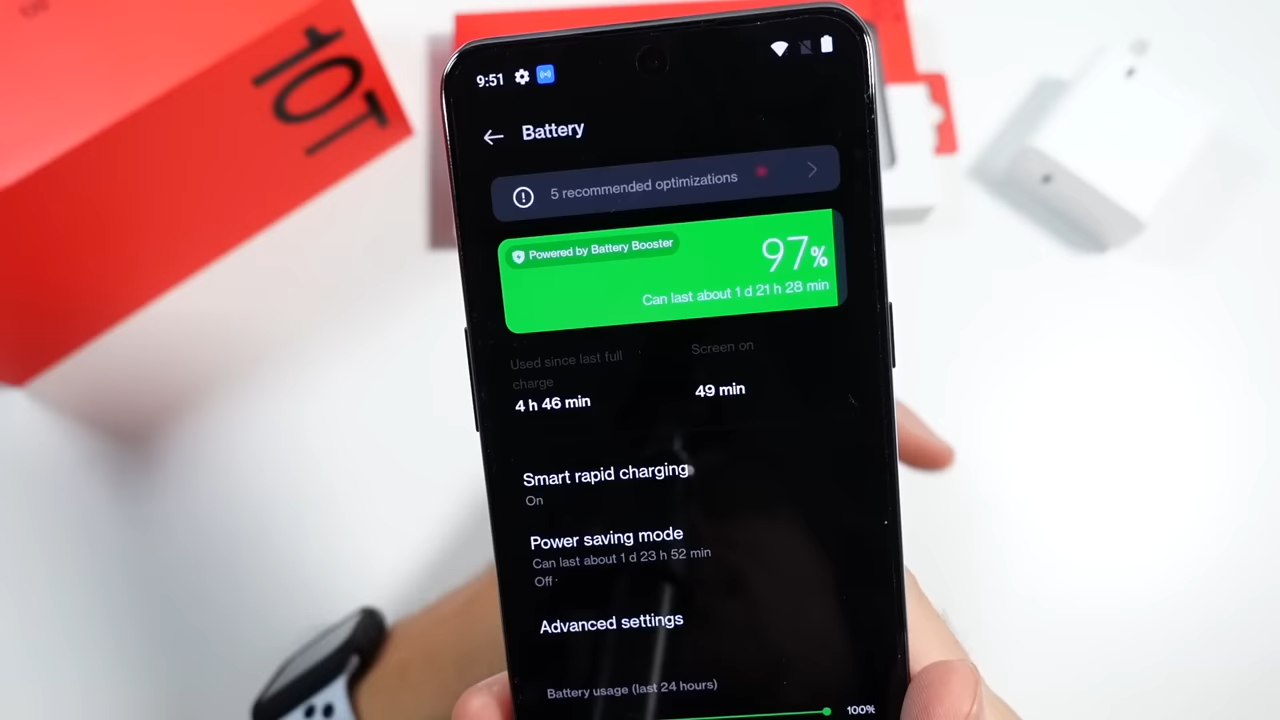 10T
9:51
Battery
5 recommended optimizations
Powered by Battery Booster
97%
Can last about 1 d 21 h 28 min
Used since last full
charge
Screen on
4 h 46 min
49 min
Smart rapid charging
On
Power saving mode
Can last about 1 d 23 h 52 min
Off
Advanced settings
Battery usage (last 24 hours)
100%